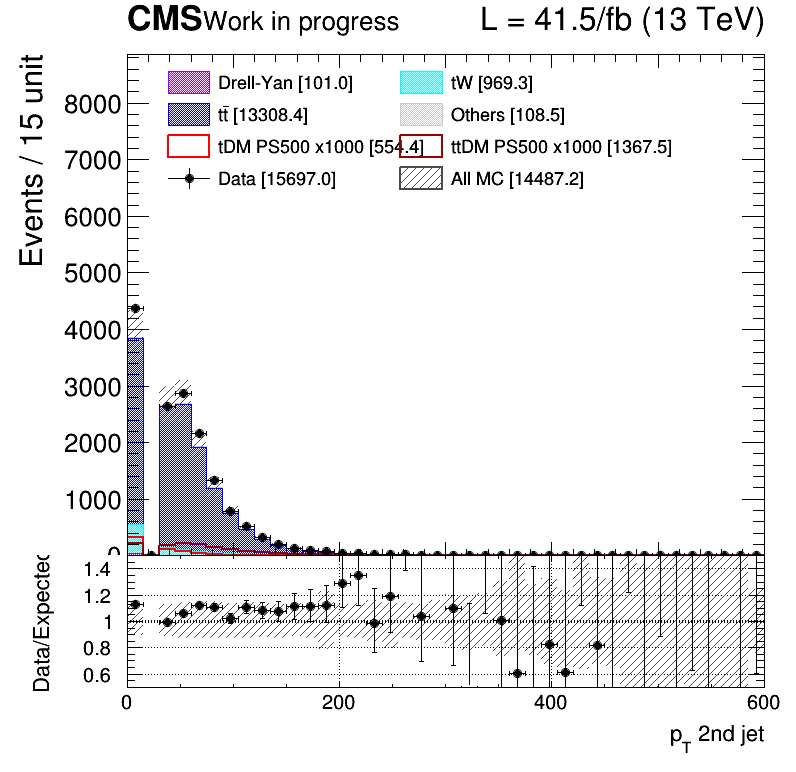 CMS Work in progress L = 41.5/fb (13 TeV)
Events / 15 unit
Drell-Yan [101.0] tW [969.3]
tt̄ [13308.4] Others [108.5]
tDM PS500 x1000 [554.4] ttDM PS500 x1000 [1367.5]
Data [15697.0] All MC [14487.2]
8000
7000
6000
5000
4000
3000
2000
1000
0
Data/Expected
1.4
1.2
1
0.8
0.6
0 200 400 600
p_T 2nd jet